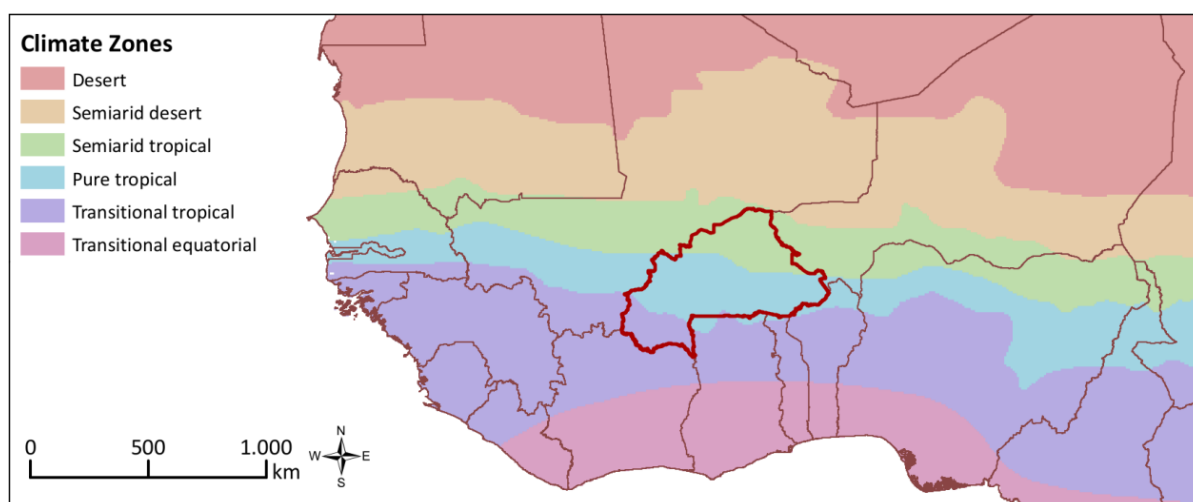 Climate Zones
Desert
Semiarid desert
Semiarid tropical
Pure tropical
Transitional tropical
Transitional equatorial
0 500 1.000
km
N
W E
S